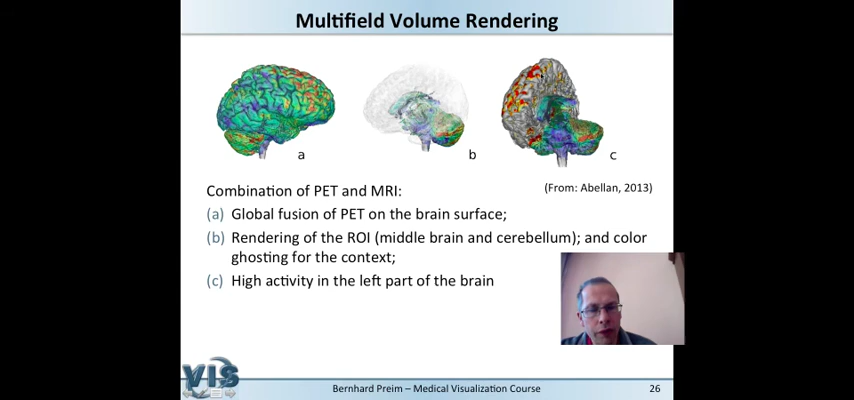 Multifield Volume Rendering
a
b
c
Combination of PET and MRI:
(From: Abellan, 2013)
(a) Global fusion of PET on the brain surface;
(b) Rendering of the ROI (middle brain and cerebellum); and color
ghosting for the context;
(c) High activity in the left part of the brain
VIS
Bernhard Preim – Medical Visualization Course
26